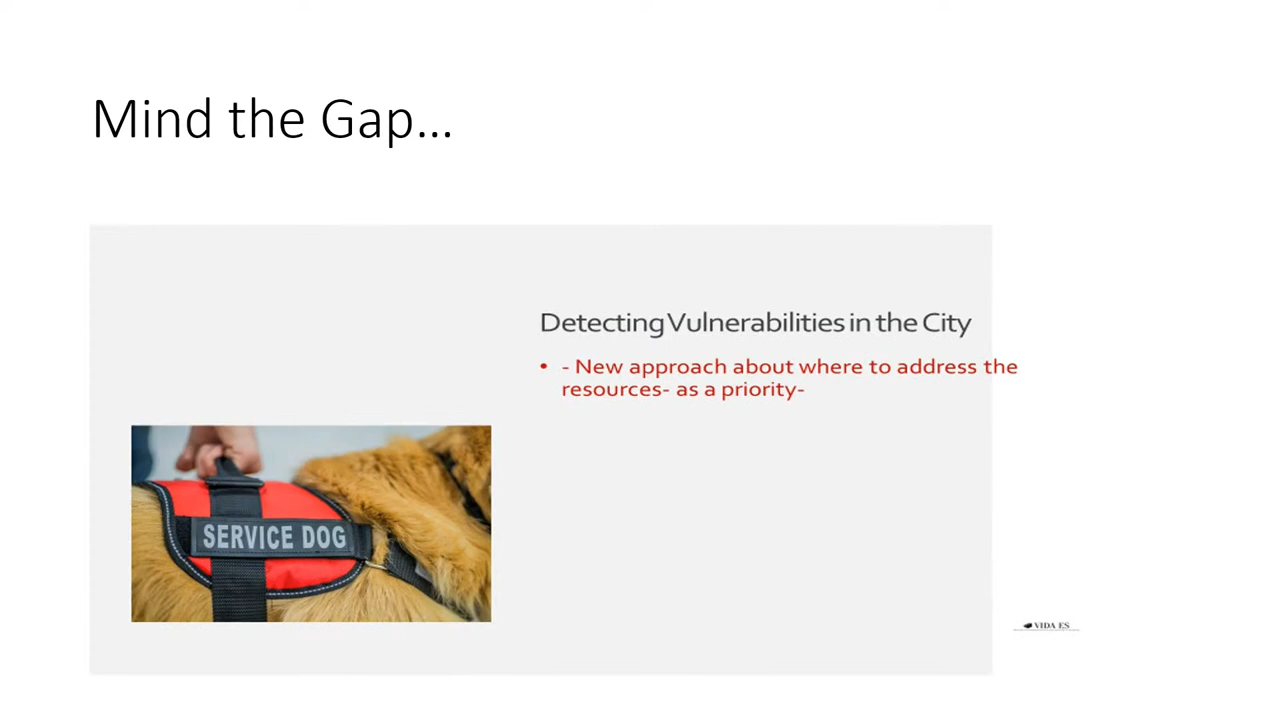 Mind the Gap...
Detecting Vulnerabilities in the City
• - New approach about where to address the
resources- as a priority-
SERVICE DOG
VIDA ES